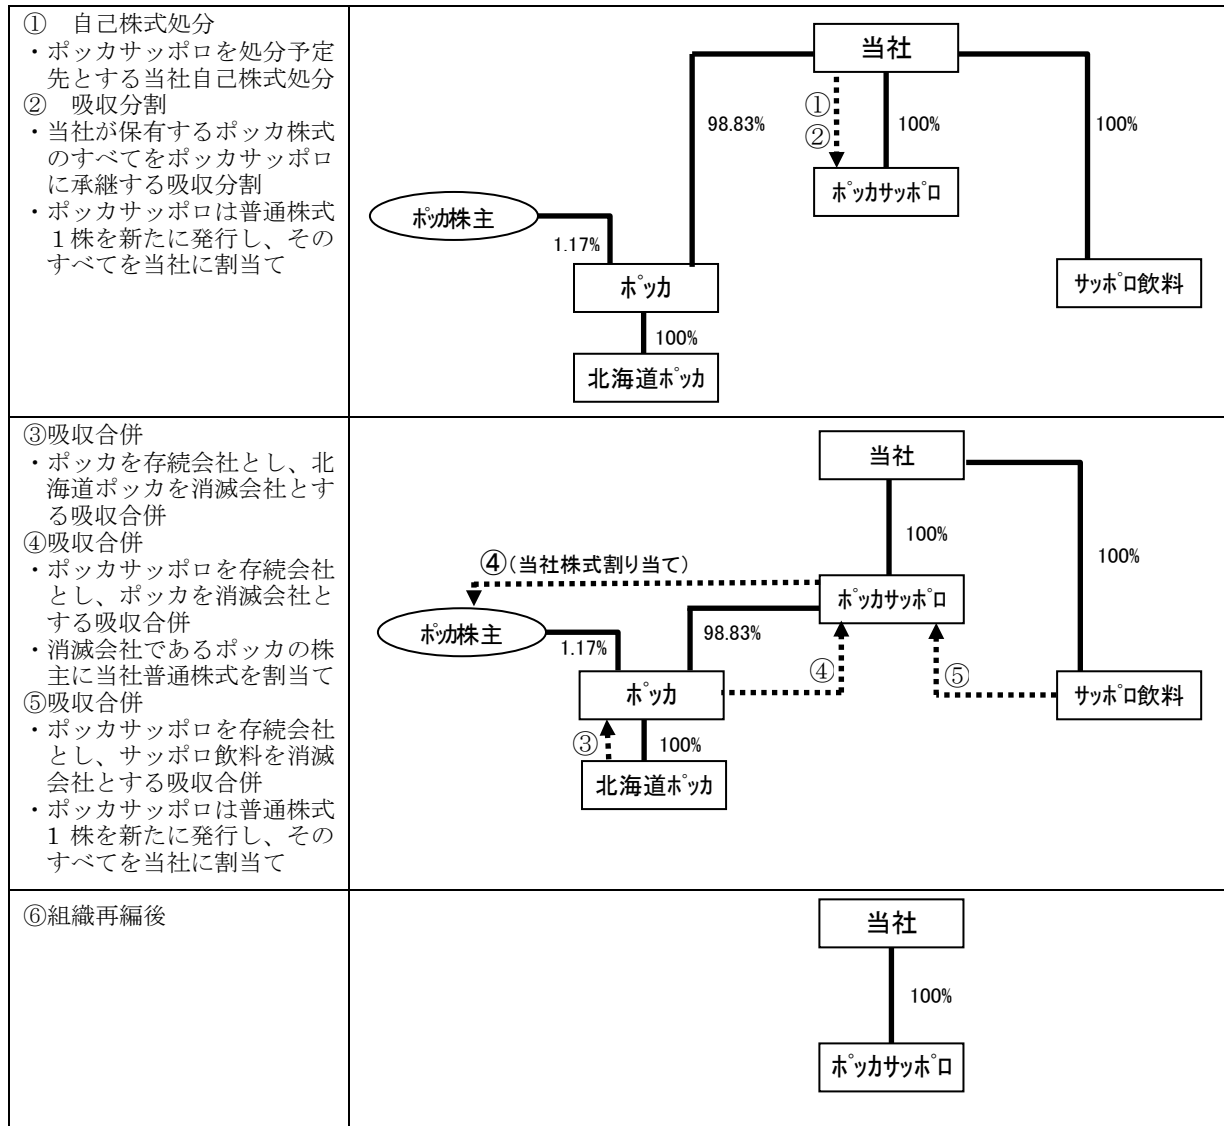 ① 自己株式処分
・ポッカサッポロを処分予定
先とする当社自己株式処分
② 吸収分割
・当社が保有するポッカ株式
のすべてをポッカサッポロ
に承継する吸収分割
・ポッカサッポロは普通株式
１株を新たに発行し、その
すべてを当社に割当て
当社
①
②
98.83%
100%
100%
ﾎﾟｯｶｻｯﾎﾟﾛ
ﾎﾟｯｶ株主
1.17%
ﾎﾟｯｶ
ｻｯﾎﾟﾛ飲料
100%
北海道ﾎﾟｯｶ
③吸収合併
・ポッカを存続会社とし、北
海道ポッカを消滅会社とす
る吸収合併
④吸収合併
・ポッカサッポロを存続会社
とし、ポッカを消滅会社と
する吸収合併
・消滅会社であるポッカの株
主に当社普通株式を割当て
⑤吸収合併
・ポッカサッポロを存続会社
とし、サッポロ飲料を消滅
会社とする吸収合併
・ポッカサッポロは普通株式
1 株を新たに発行し、その
すべてを当社に割当て
当社
100%
100%
④(当社株式割り当て)
ﾎﾟｯｶｻｯﾎﾟﾛ
ﾎﾟｯｶ株主
98.83%
1.17%
④
⑤
ﾎﾟｯｶ
ｻｯﾎﾟﾛ飲料
③
100%
北海道ﾎﾟｯｶ
⑥組織再編後
当社
100%
ﾎﾟｯｶｻｯﾎﾟﾛ